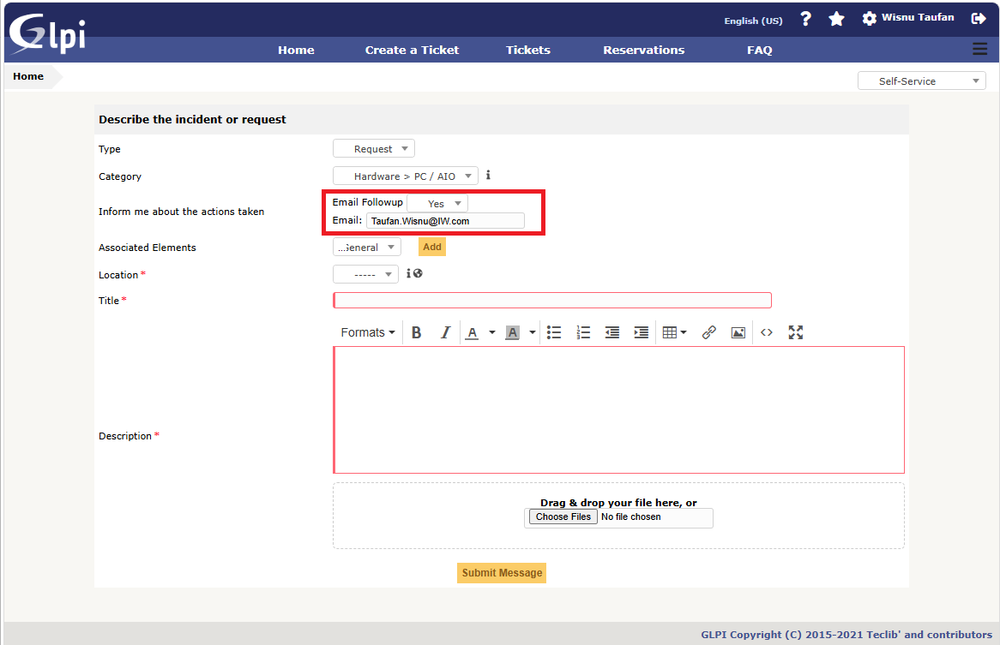 GLPI
English (US) ? Wisnu Taufan
Home Create a Ticket Tickets Reservations FAQ
Home
Self-Service
Describe the incident or request
Type Request
Category Hardware > PC / AIO
Inform me about the actions taken
Email Followup Yes
Email: Taufan.Wisnu@IW.com
Associated Elements ...General Add
Location * -----
Title *
Formats B I A A
Description *
Drag & drop your file here, or
Choose Files No file chosen
Submit Message
GLPI Copyright (C) 2015-2021 Teclib' and contributors